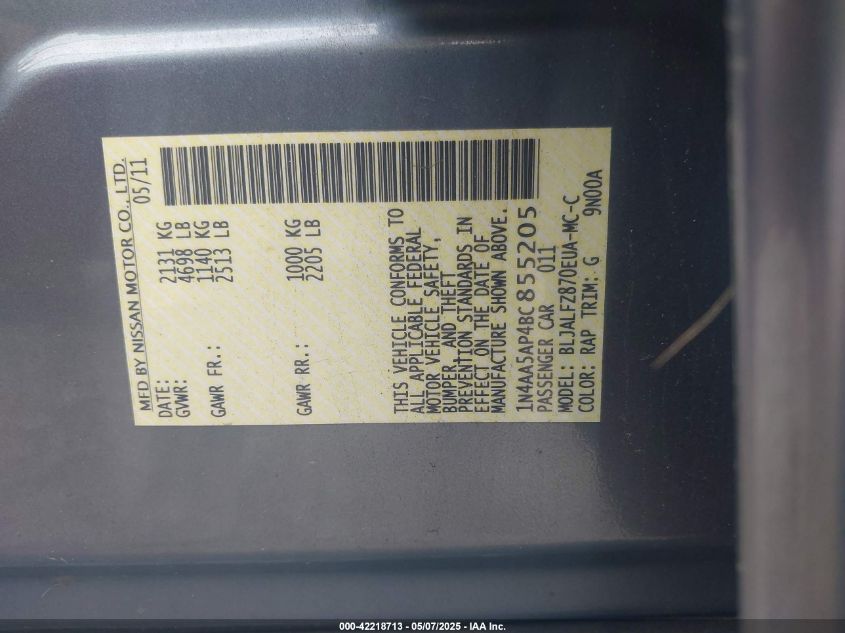 MFD BY NISSAN MOTOR CO., LTD.
DATE: 05/11
GVWR: 2131 KG
4698 LB
GAWR FR.: 1140 KG
2513 LB
GAWR RR.: 1000 KG
2205 LB
THIS VEHICLE CONFORMS TO
ALL APPLICABLE FEDERAL
MOTOR VEHICLE SAFETY,
BUMPER AND THEFT
PREVENTION STANDARDS IN
EFFECT ON THE DATE OF
MANUFACTURE SHOWN ABOVE.
1N4AA5AP4BC855205
PASSENGER CAR 011
MODEL: BLJALFZ870EUA-MC-C
COLOR: RAP TRIM: G 9N00A
000-42218713 - 05/07/2025 - IAA Inc.